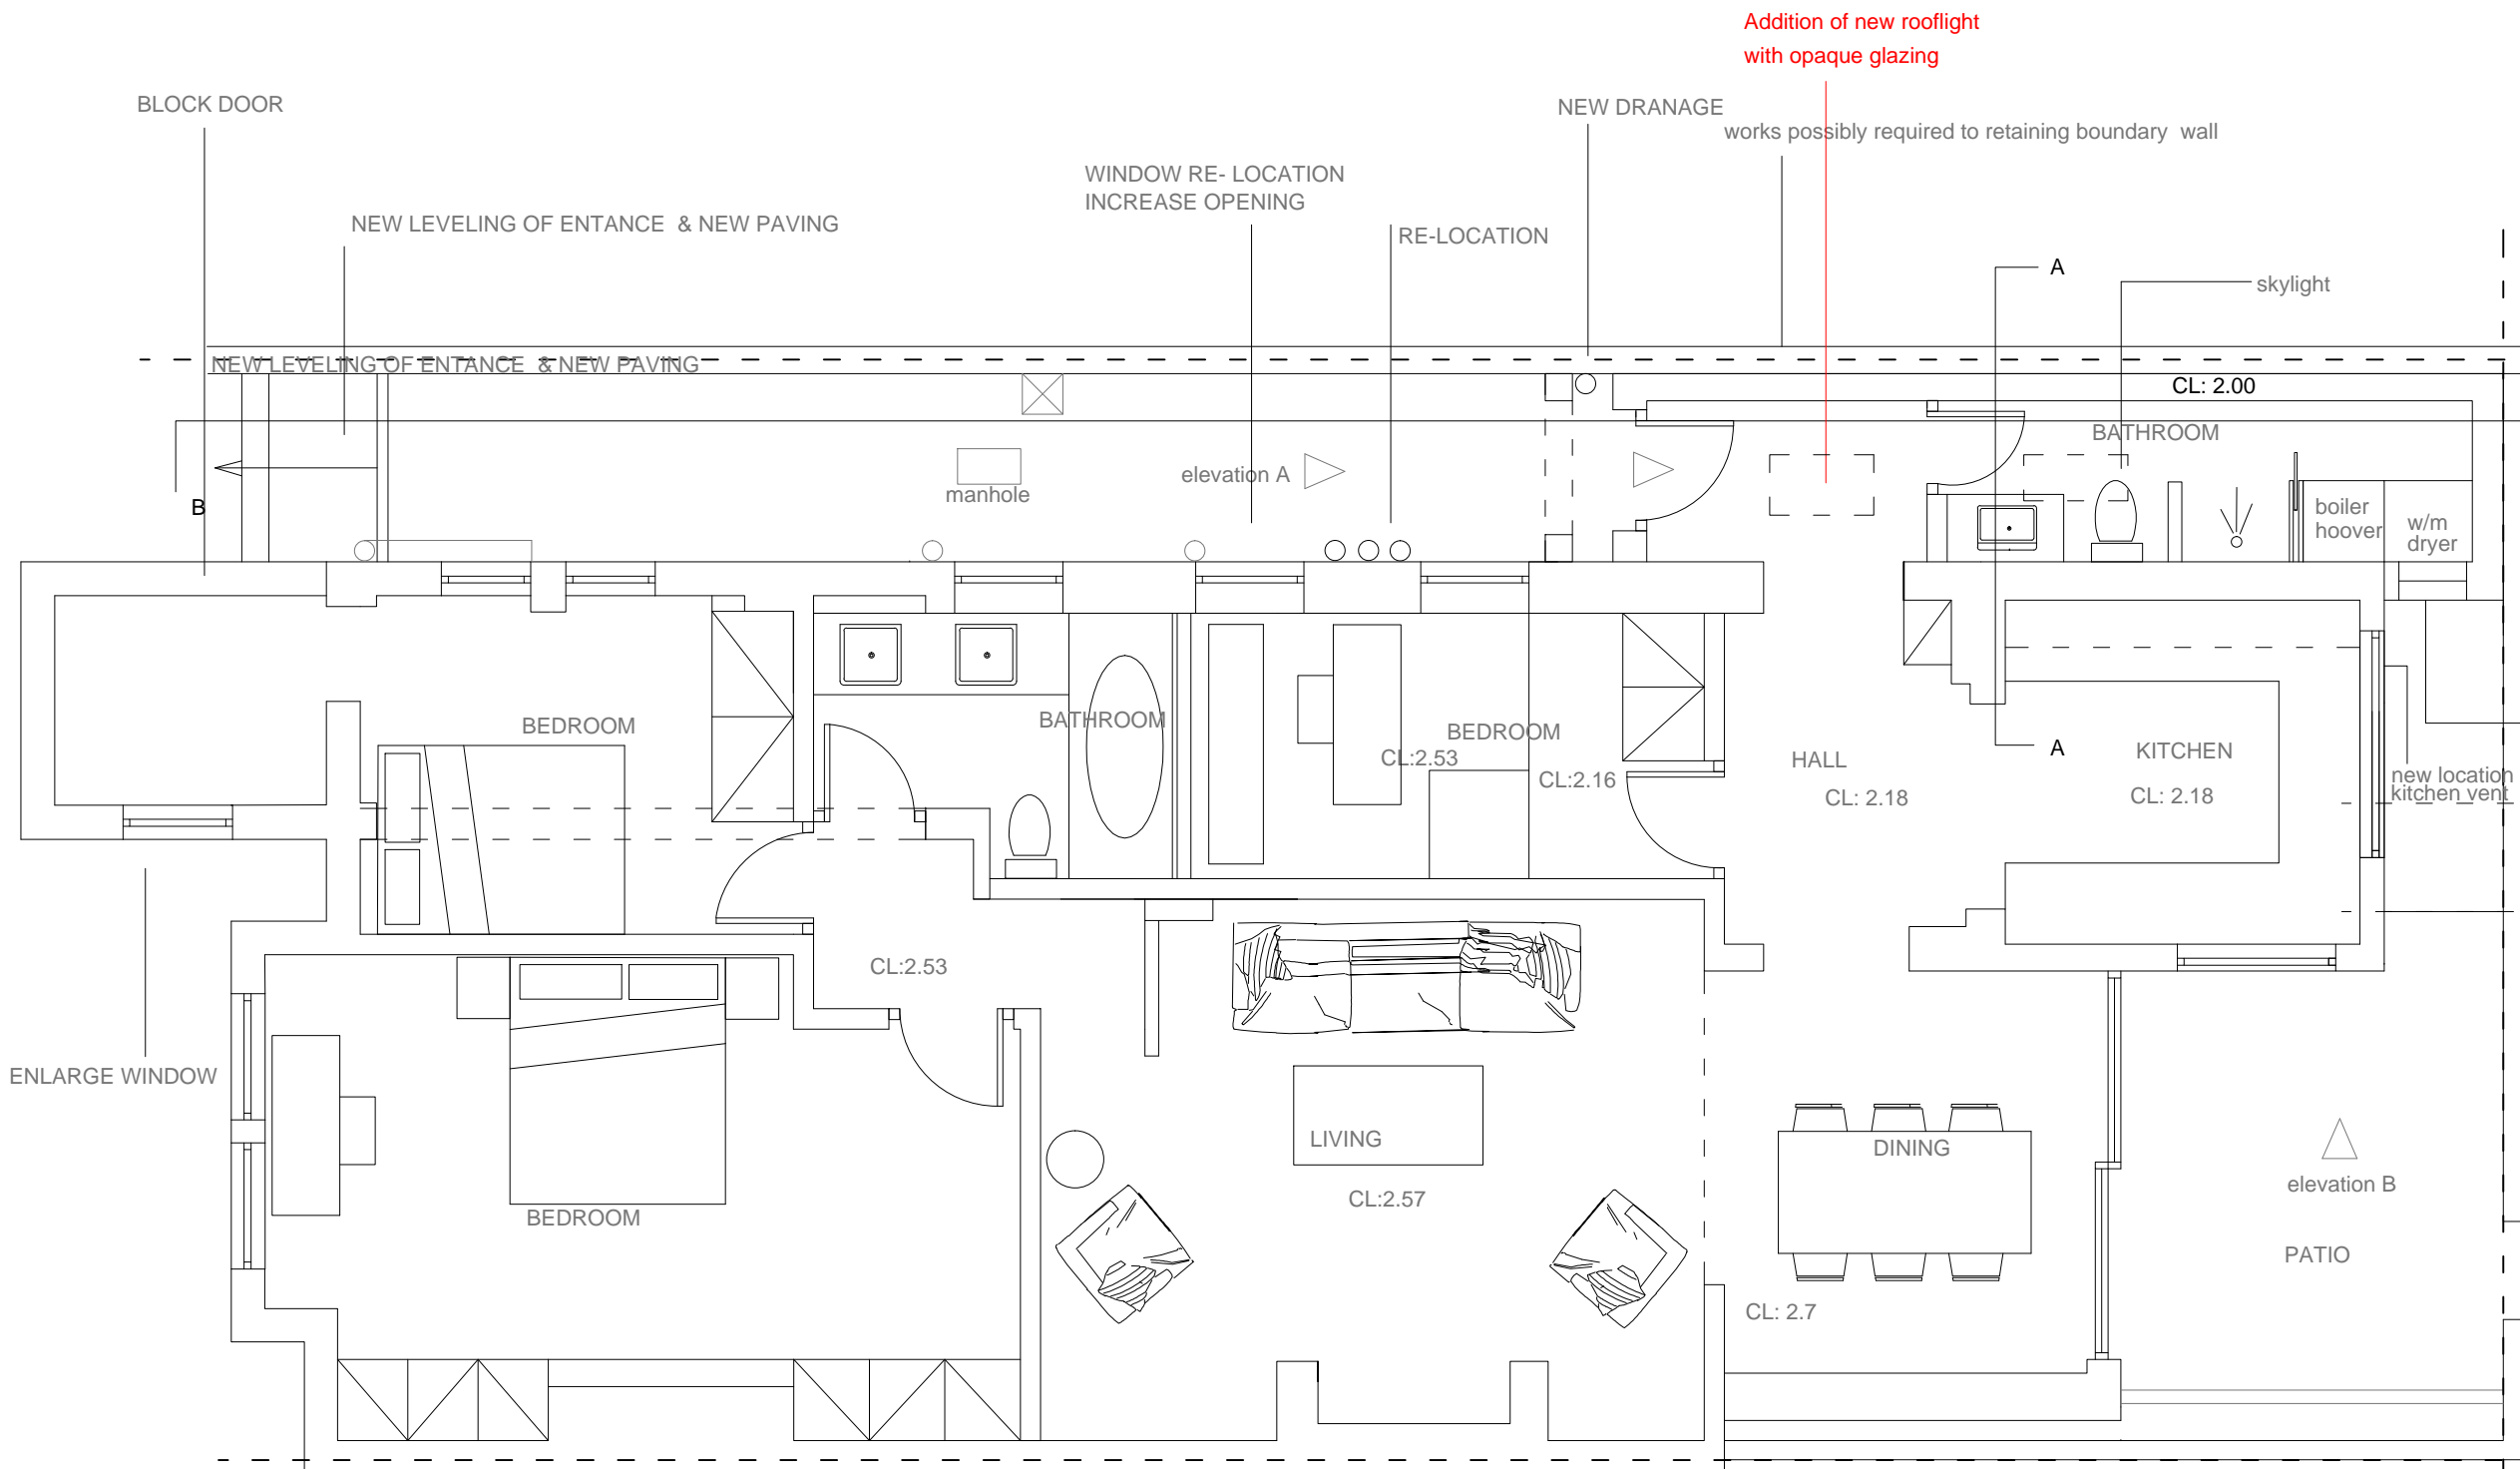 Addition of new rooflight
with opaque glazing
BLOCK DOOR
NEW DRANAGE
works possibly required to retaining boundary  wall
WINDOW RE- LOCATION
INCREASE OPENING
NEW LEVELING OF ENTANCE  & NEW PAVING
RE-LOCATION
A
skylight
NEW LEVELING OF ENTANCE  & NEW PAVING
CL: 2.00
BATHROOM
elevation A
manhole
B
boiler
hoover
w/m
dryer
BEDROOM
BATHROOM
BEDROOM
CL:2.53
CL:2.16
HALL
CL: 2.18
A
KITCHEN
CL: 2.18
new location
kitchen vent
CL:2.53
ENLARGE WINDOW
LIVING
CL:2.57
DINING
elevation B
BEDROOM
PATIO
CL: 2.7